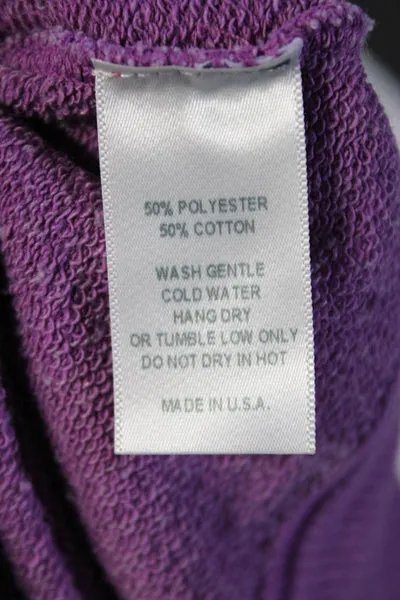 50% POLYESTER
50% COTTON
WASH GENTLE
COLD WATER
HANG DRY
OR TUMBLE LOW ONLY
DO NOT DRY IN HOT
MADE IN U.S.A.